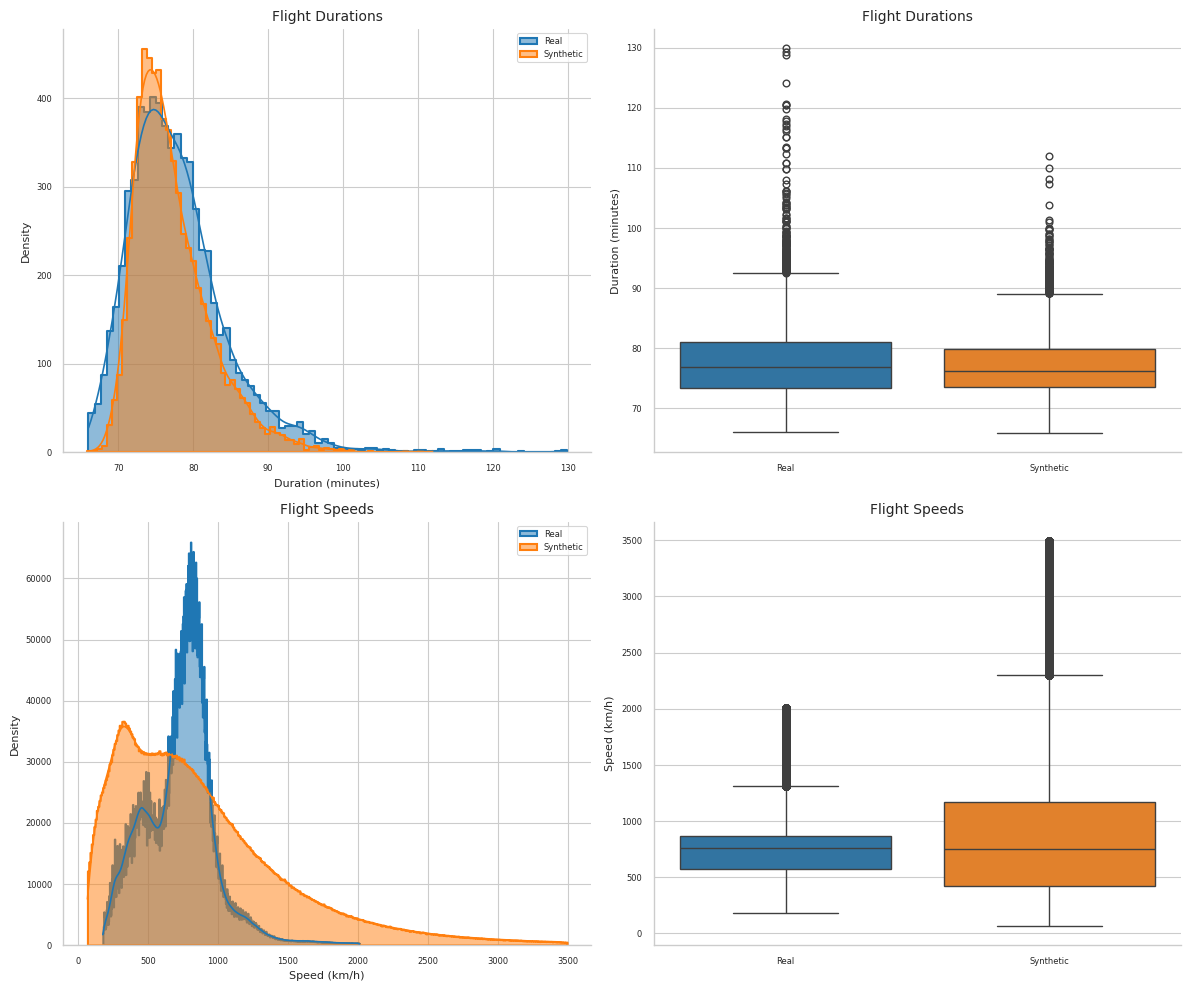 Flight Durations
Real
Synthetic
400
300
200
100
0
Density
70
80
90
100
110
120
130
Duration (minutes)
Flight Durations
130
120
110
100
90
80
70
Duration (minutes)
Real
Synthetic
Flight Speeds
Real
Synthetic
60000
50000
40000
30000
20000
10000
0
Density
0
500
1000
1500
2000
2500
3000
3500
Speed (km/h)
Flight Speeds
3500
3000
2500
2000
1500
1000
500
0
Speed (km/h)
Real
Synthetic